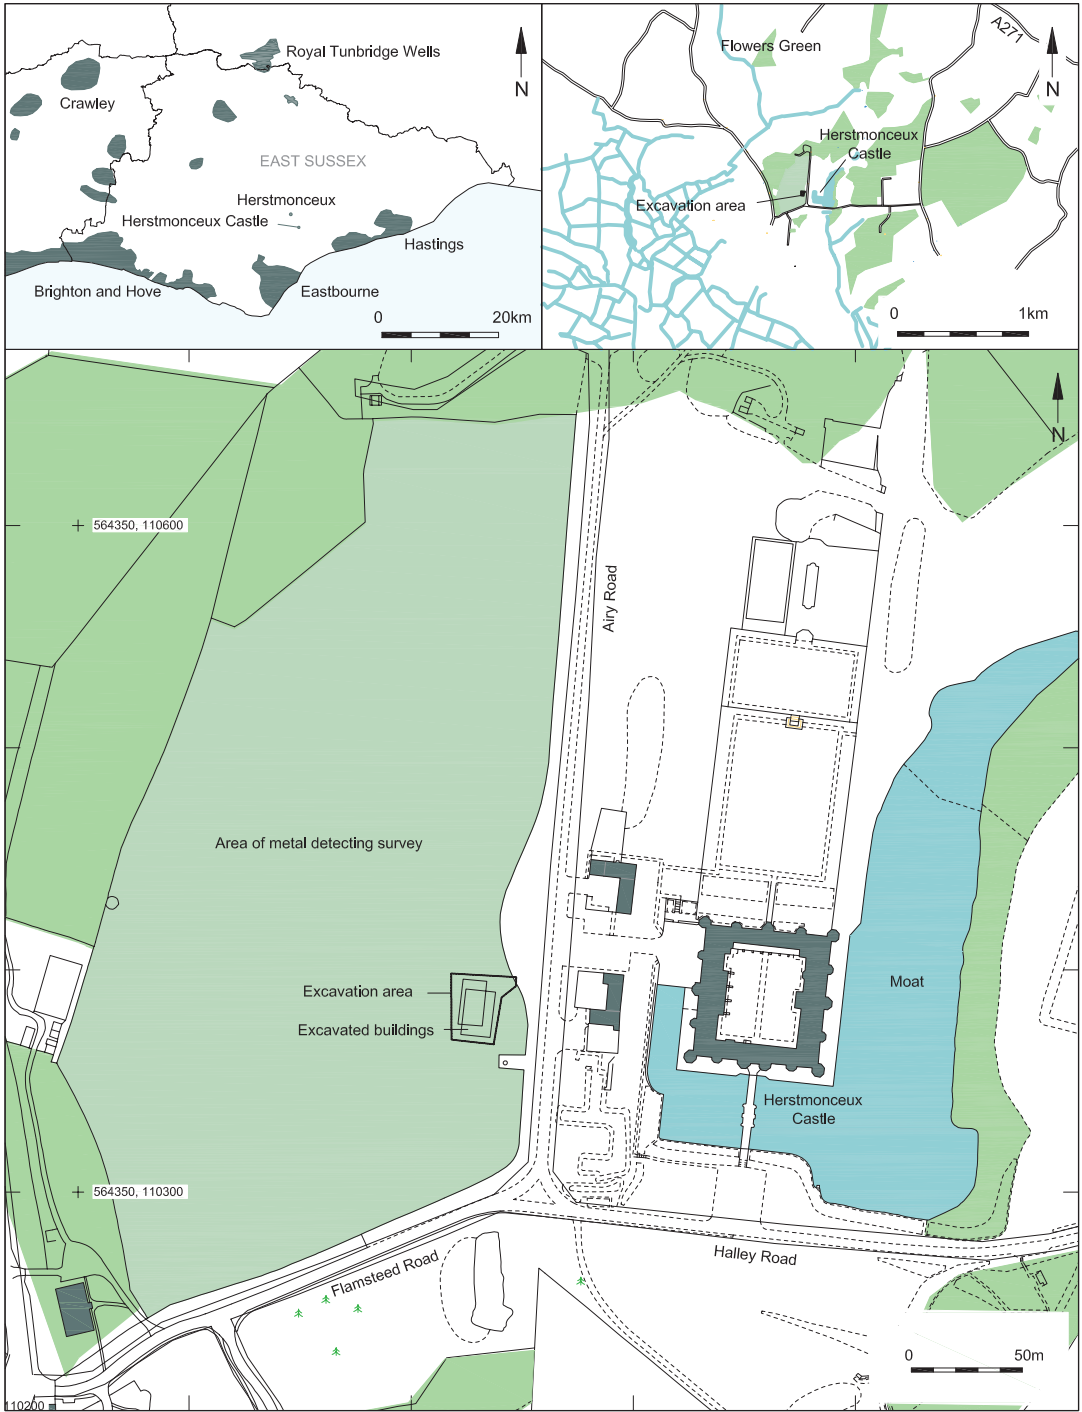 Royal Tunbridge Wells
N
Crawley
EAST SUSSEX
Herstmonceux
Herstmonceux Castle
Hastings
Brighton and Hove
Eastbourne
0 20km
A271
Flowers Green
N
Herstmonceux
Castle
Excavation area
0 1km
N
564350, 110600
Airy Road
Area of metal detecting survey
Excavation area
Excavated buildings
Moat
Herstmonceux
Castle
564350, 110300
Halley Road
Flamsteed Road
0 50m
110200